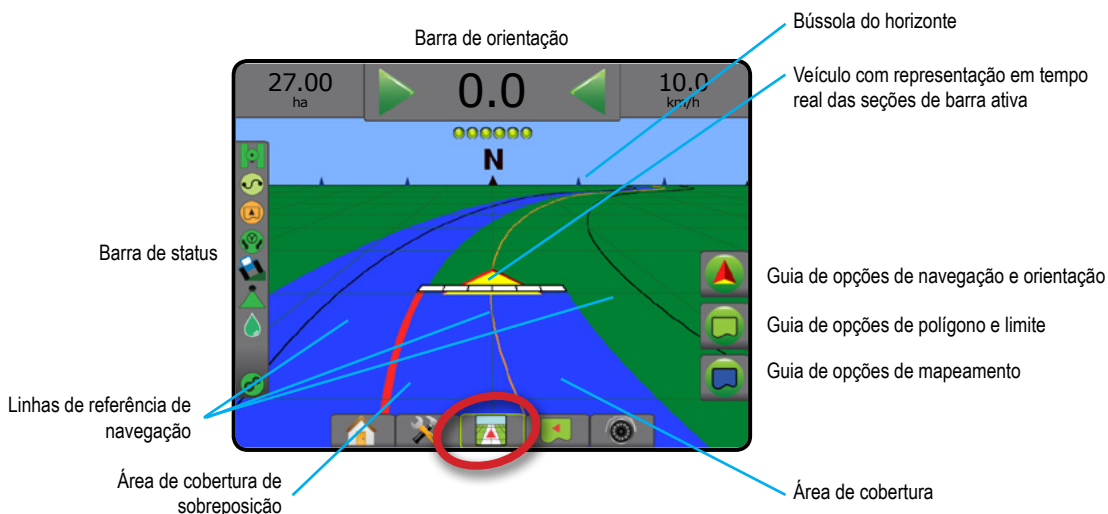 Bússola do horizonte
Barra de orientação
Veículo com representação em tempo
real das seções de barra ativa
27.00
ha
0.0
10.0
km/h
N
Barra de status
Guia de opções de navegação e orientação
Guia de opções de polígono e limite
Guia de opções de mapeamento
Linhas de referência de
navegação
Área de cobertura de
sobreposição
Área de cobertura